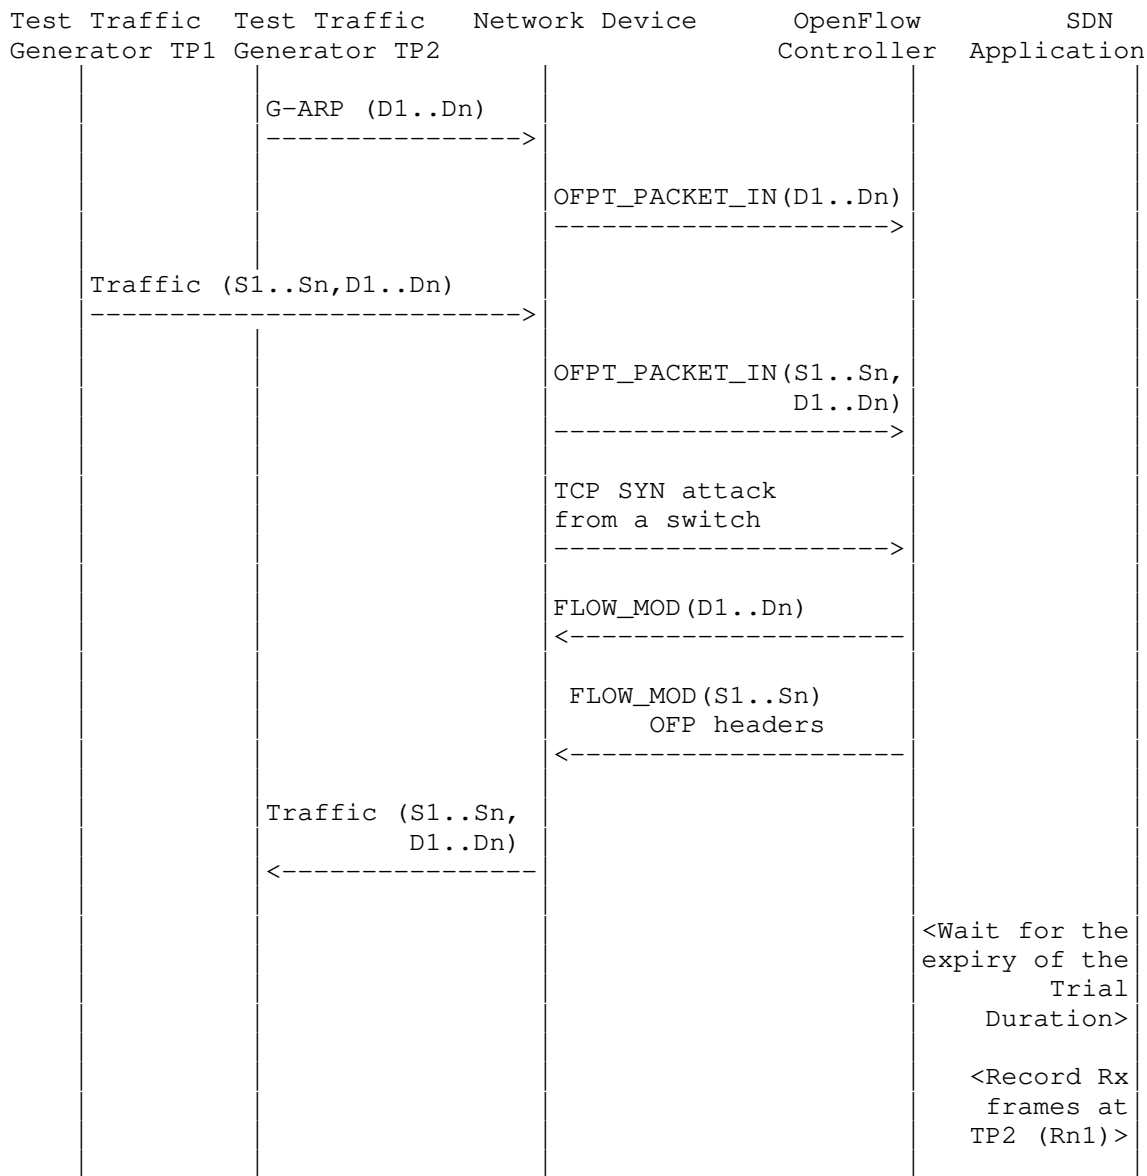 Test Traffic Test Traffic Network Device OpenFlow SDN
Generator TP1 Generator TP2 Controller Application
G-ARP (D1..Dn)
OFPT_PACKET_IN(D1..Dn)
Traffic (S1..Sn,D1..Dn)
OFPT_PACKET_IN(S1..Sn,
D1..Dn)
TCP SYN attack
from a switch
FLOW_MOD(D1..Dn)
FLOW_MOD(S1..Sn)
OFP headers
Traffic (S1..Sn,
D1..Dn)
<Wait for the
expiry of the
Trial
Duration>
<Record Rx
frames at
TP2 (Rn1)>